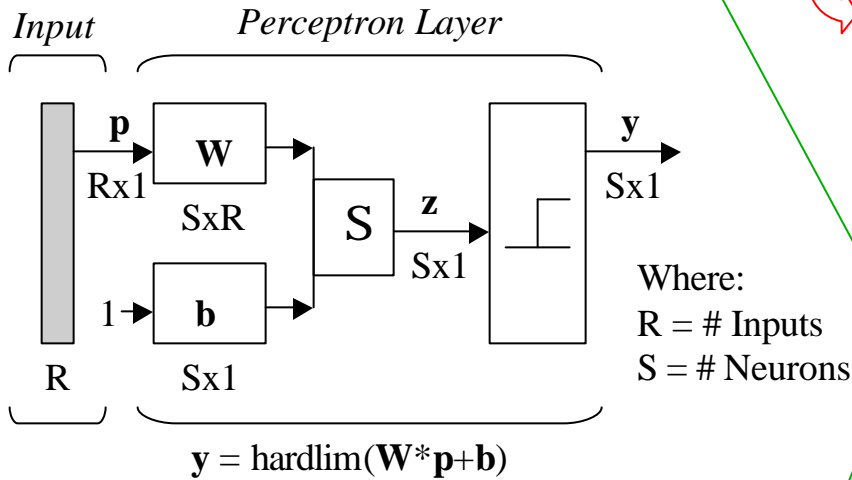 Input
Perceptron Layer
p
W
y
Rx1
Sx1
SxR
S
z
Sx1
1
b
Where:
R = # Inputs
R
Sx1
S = # Neurons
y = hardlim(W*p+b)